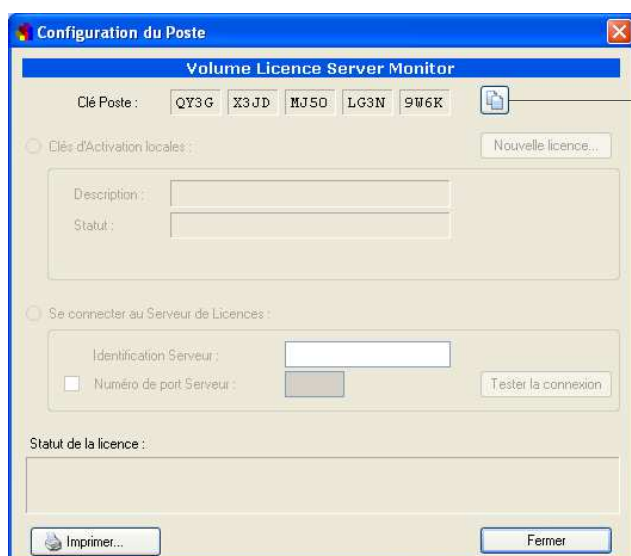 Configuration du Poste
Volume Licence Server Monitor
Clé Poste : QY3G X3JD MJ5O LG3N 9W6K
Clés d'Activation locales : Nouvelle licence...
Description :
Statut :
Se connecter au Serveur de Licences :
Identification Serveur :
Numéro de port Serveur : Tester la connexion
Statut de la licence :
Imprimer... Fermer